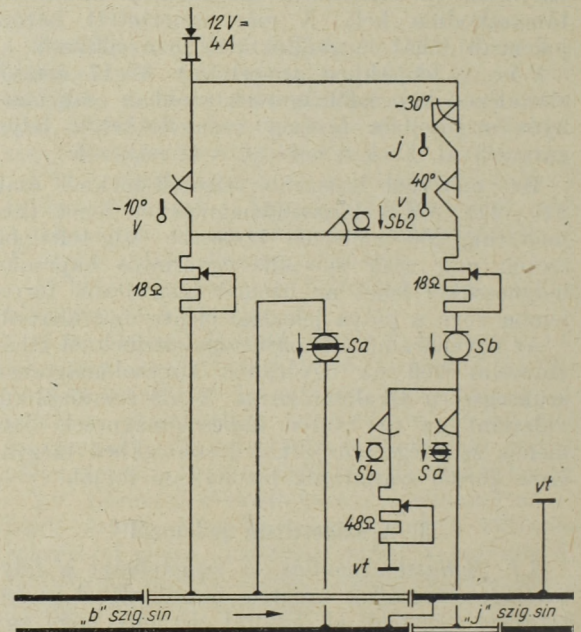 12V=
4A
-30°
j
-10°
v
40°
v
Sb2
18Ω
18Ω
Sa
Sb
Sb
Sa
vt
48Ω
vt
„b" szig.sin
„j" szig.sin